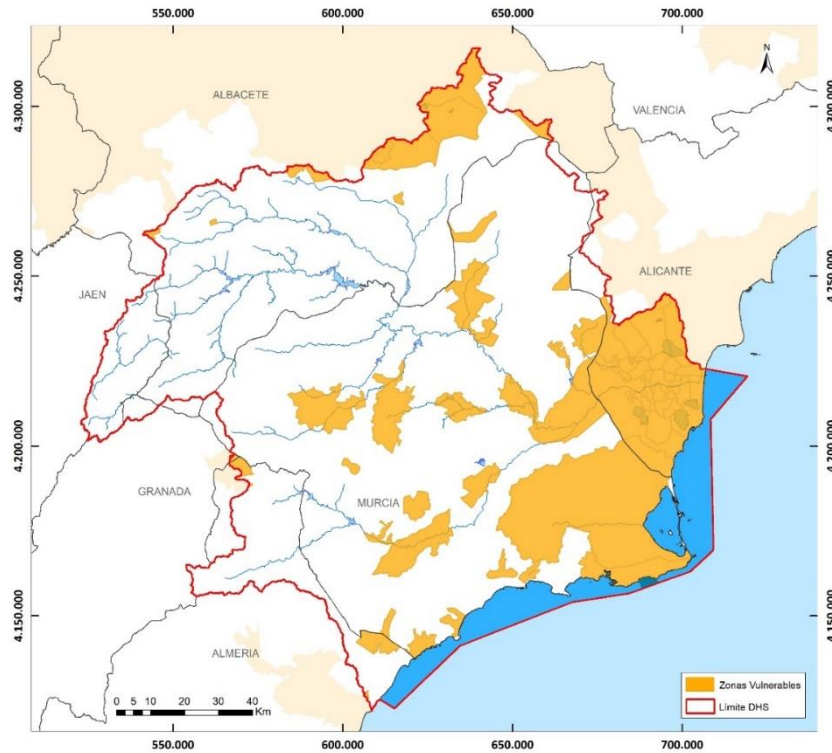 550.000 600.000 650.000 700.000
N
ALBACETE
VALENCIA
4.300.000 4.300.000
4.250.000 4.250.000
JAEN
ALICANTE
4.200.000 4.200.000
GRANADA
MURCIA
4.150.000 4.150.000
ALMERIA
Zonas Vulnerables
Límite DHS
0 5 10 20 30 40
Km
550.000 600.000 650.000 700.000